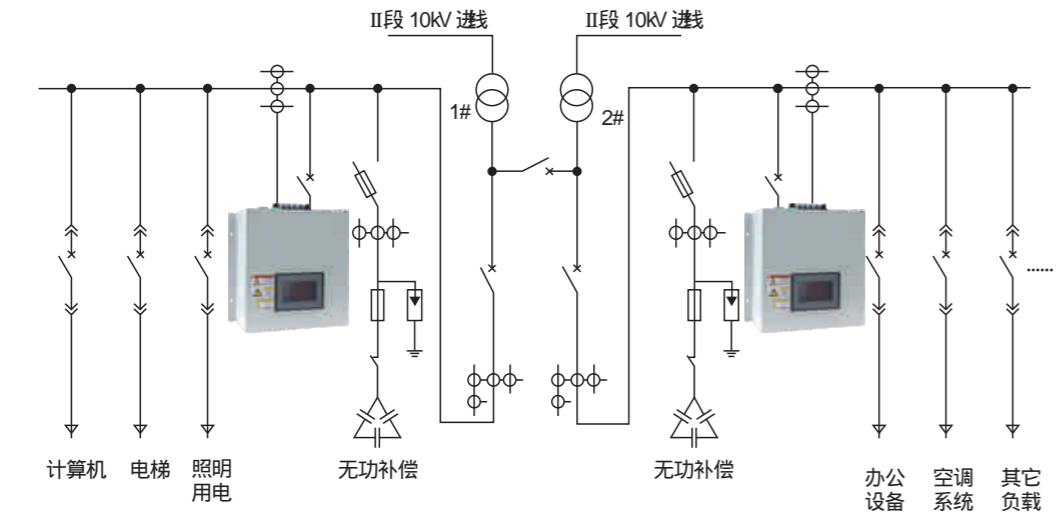 II段 10kV 进线
II段 10kV 进线
1#
2#
......
计算机
电梯
照明
用电
无功补偿
无功补偿
办公
设备
空调
系统
其它
负载